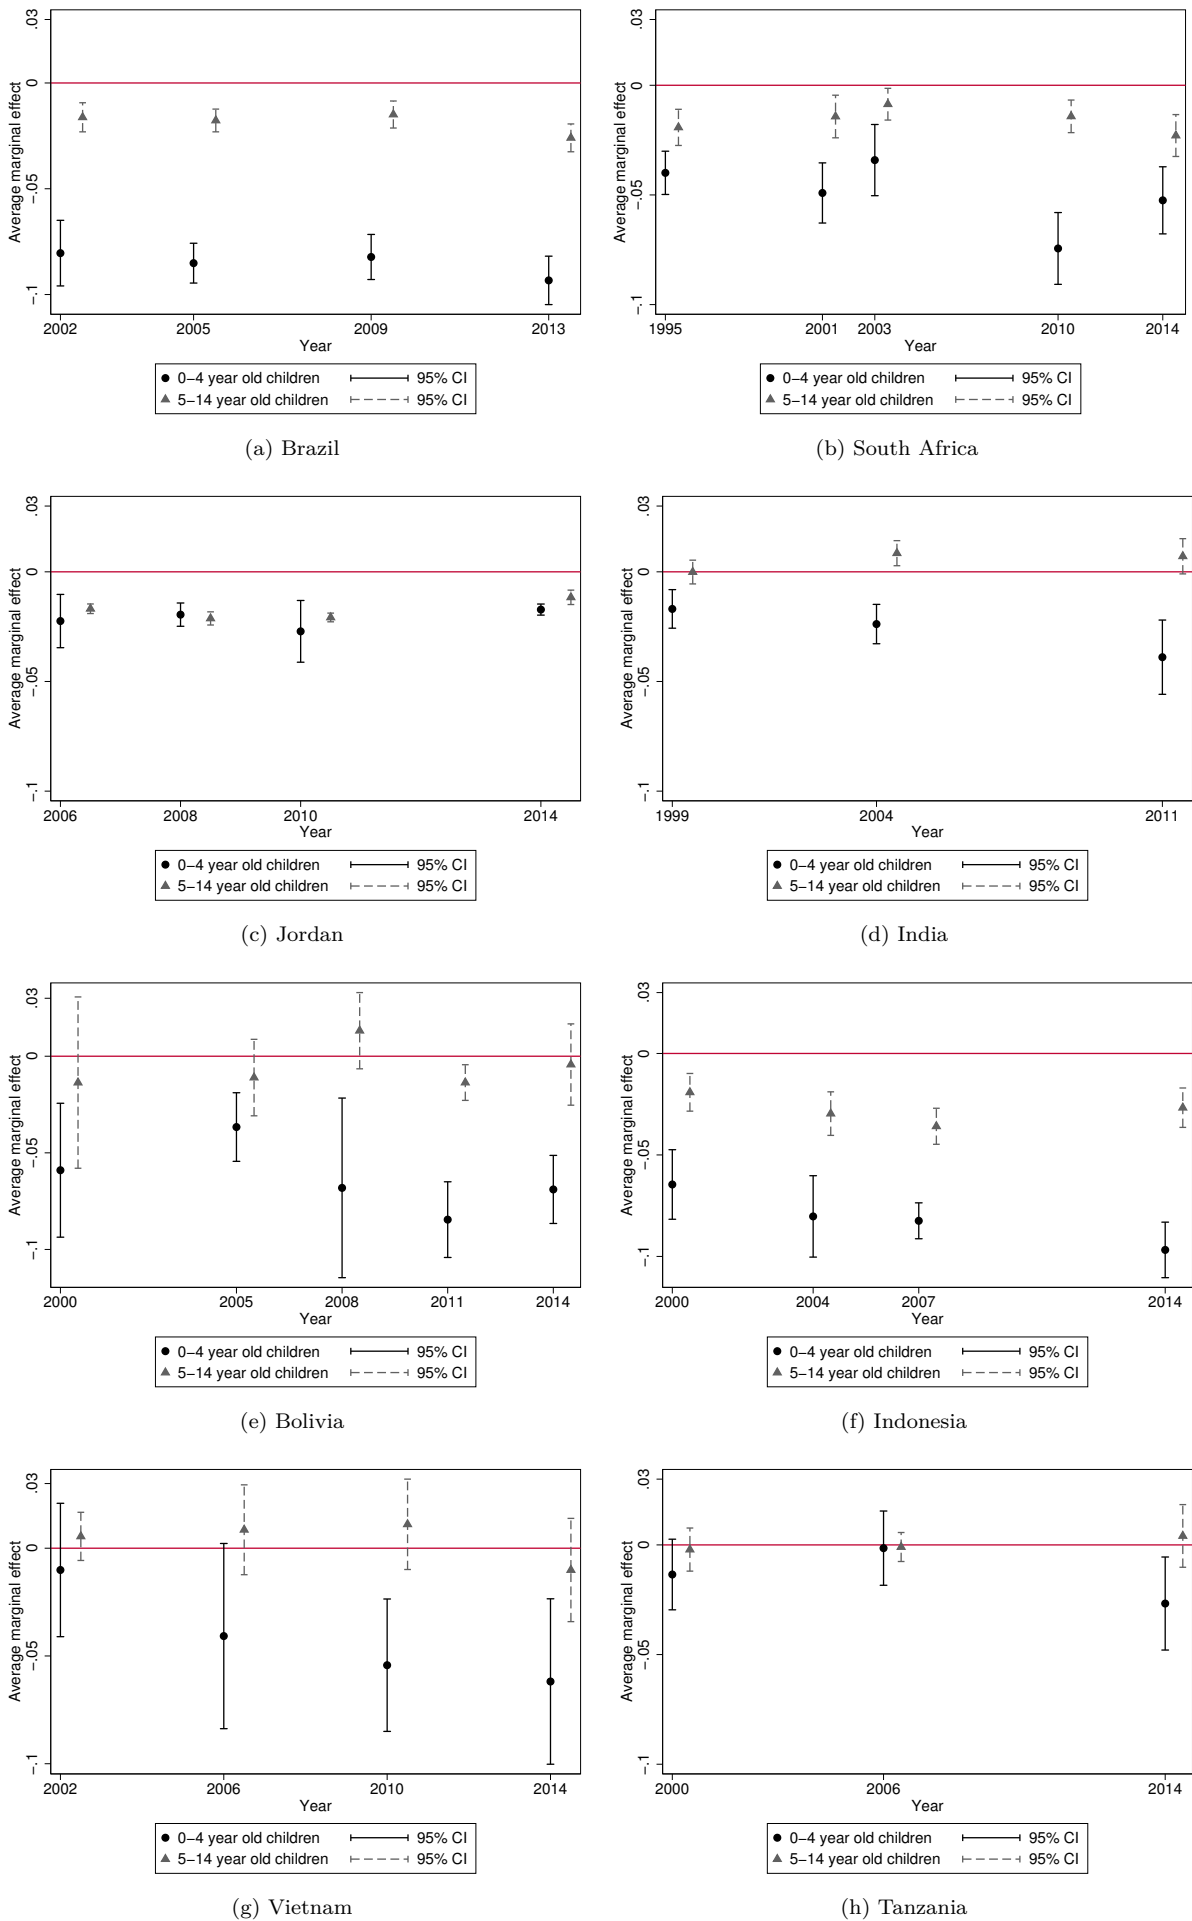 .03
0
-.05
-.1
Average marginal effect
2002 2005 2009 2013
Year
0–4 year old children 95% CI
5–14 year old children 95% CI
(a) Brazil
.03
0
-.05
-.1
Average marginal effect
1995 2001 2003 2010 2014
Year
0–4 year old children 95% CI
5–14 year old children 95% CI
(b) South Africa
.03
0
-.05
-.1
Average marginal effect
2006 2008 2010 2014
Year
0–4 year old children 95% CI
5–14 year old children 95% CI
(c) Jordan
.03
0
-.05
-.1
Average marginal effect
1999 2004 2011
Year
0–4 year old children 95% CI
5–14 year old children 95% CI
(d) India
.03
0
-.05
-.1
Average marginal effect
2000 2005 2008 2011 2014
Year
0–4 year old children 95% CI
5–14 year old children 95% CI
(e) Bolivia
.03
0
-.05
-.1
Average marginal effect
2000 2004 2007 2014
Year
0–4 year old children 95% CI
5–14 year old children 95% CI
(f) Indonesia
.03
0
-.05
-.1
Average marginal effect
2002 2006 2010 2014
Year
0–4 year old children 95% CI
5–14 year old children 95% CI
(g) Vietnam
.03
0
-.05
-.1
Average marginal effect
2000 2006 2014
Year
0–4 year old children 95% CI
5–14 year old children 95% CI
(h) Tanzania